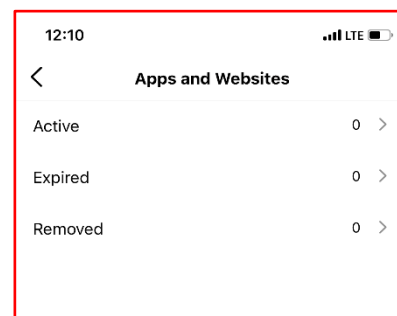 12:10 LTE
Apps and Websites
Active 0
Expired 0
Removed 0